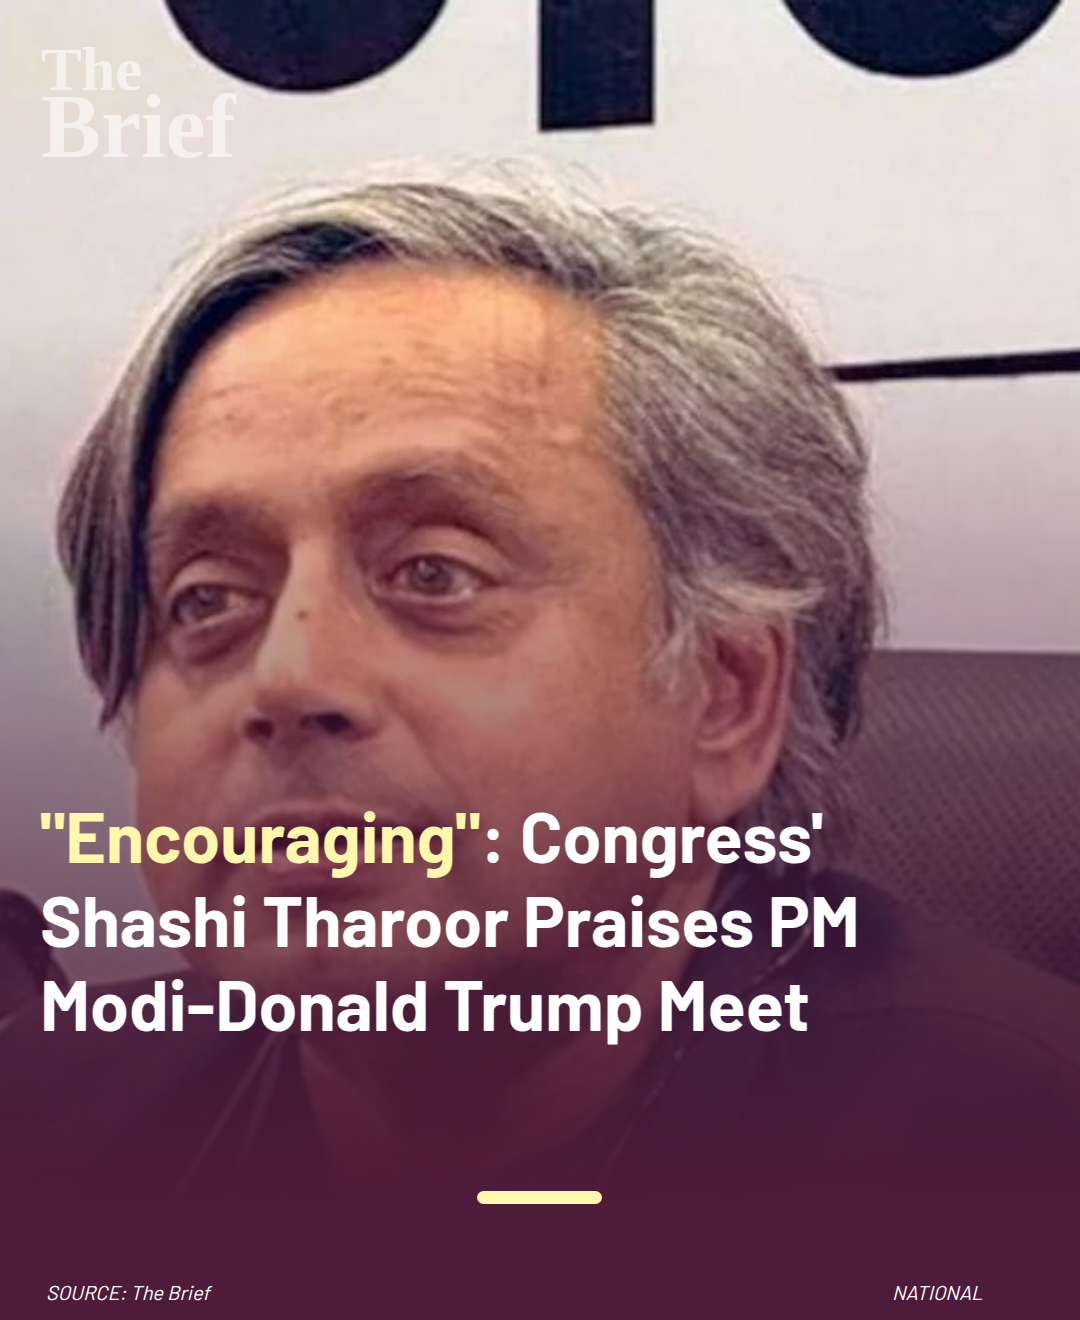 The
Brief
"Encouraging": Congress'
Shashi Tharoor Praises PM
Modi-Donald Trump Meet
SOURCE: The Brief
NATIONAL